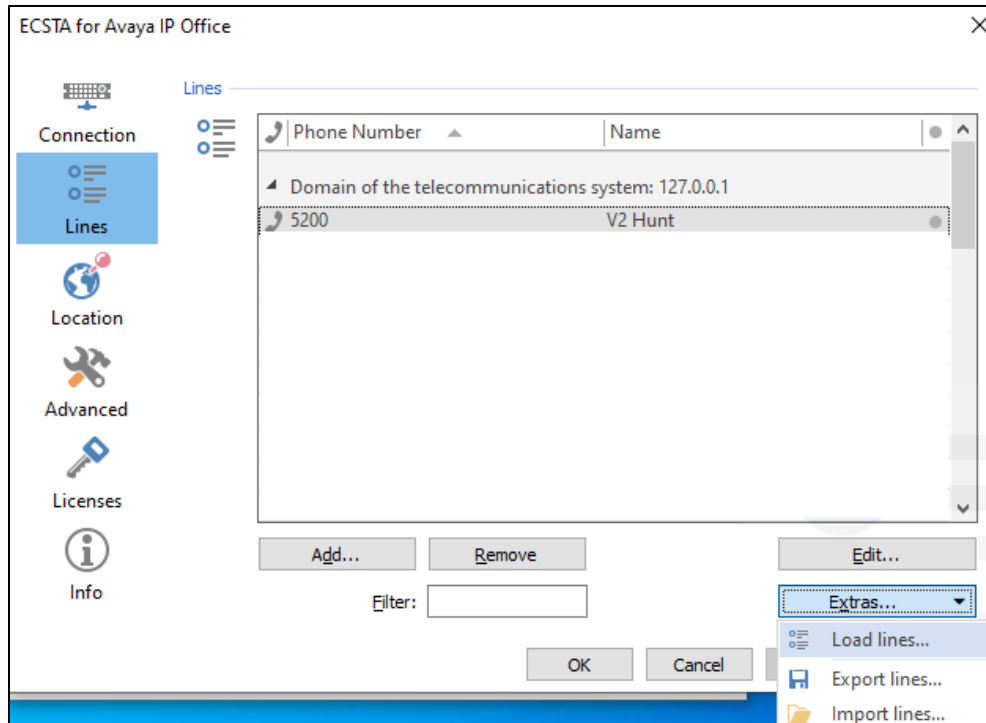 ECSTA for Avaya IP Office
Connection
Lines
Location
Advanced
Licenses
Info
Lines
Phone Number Name
Domain of the telecommunications system: 127.0.0.1
5200 V2 Hunt
Add... Remove Edit...
Filter: Extras...
OK Cancel
Load lines...
Export lines...
Import lines...